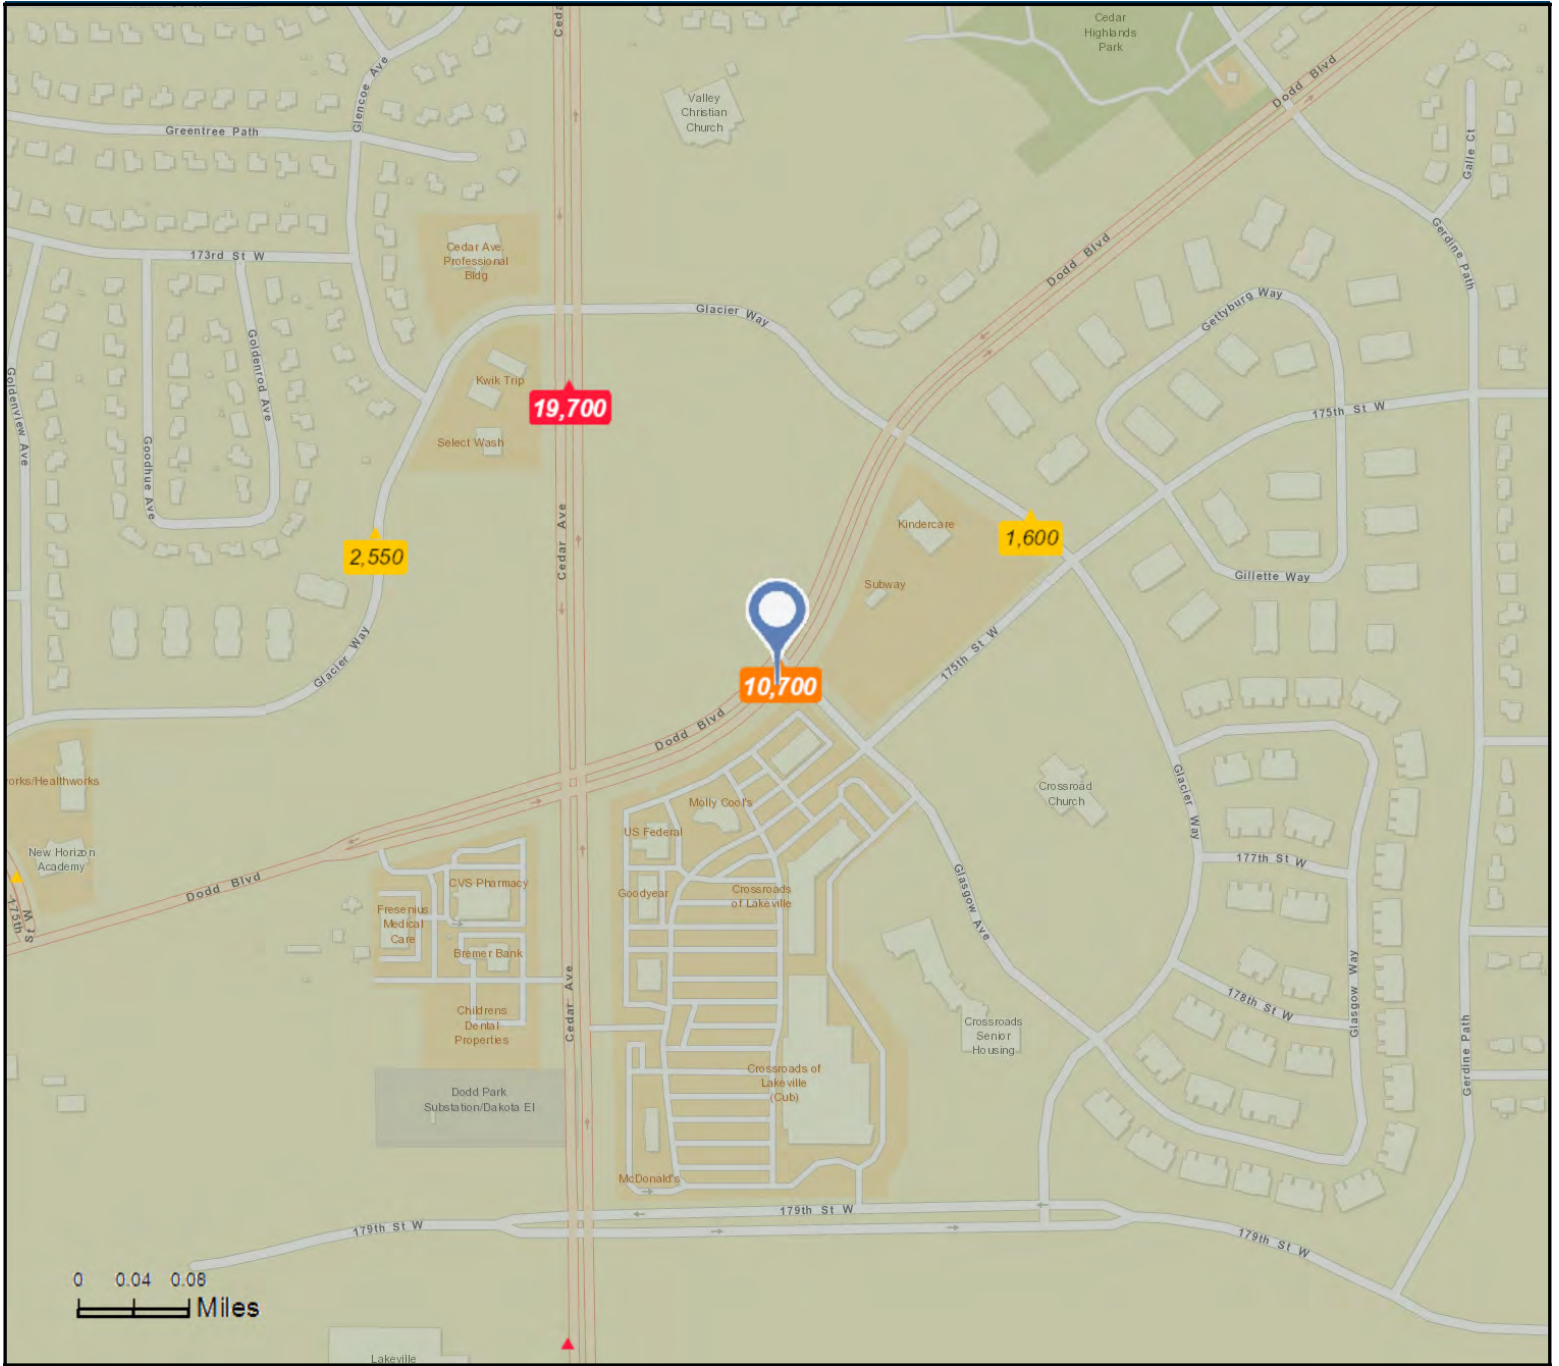 Ceda
Cedar
Highlands
Park
Dodd Blvd
Glencoe Ave
Valley
Christian
Church
Greentree Path
Galle Ct
173rd St W
Cedar Ave.
Professional
Bldg
Dodd Blvd
Gerdine Path
Glacier Way
Gettyburg Way
Goldenview Ave
Goldenrod Ave
Kwik Trip
19,700
175th St W
Goodhue Ave
Select Wash
Cedar Ave
Kindercare
1,600
2,550
Subway
Gillette Way
Glacier Way
175th St W
10,700
Dodd Blvd
orks/Healthworks
Crossroad
Church
Glacier Way
Molly Cool's
US Federal
New Horizon
Academy
177th St W
Dodd Blvd
CVS Pharmacy
Goodyear
Crossroads
of Lakeville
Glasgow Ave
175th St W
Fresenius
Medical
Care
Bremer Bank
Cedar Ave
Glasgow Way
178th St W
Childrens
Dental
Properties
Crossroads
Senior
Housing
Gerdine Path
Crossroads of
Lakeville
(Cub)
Dodd Park
Substation/Dakota El
McDonald's
179th St W
179th St W
179th St W
0 0.04 0.08
Miles
Lakeville